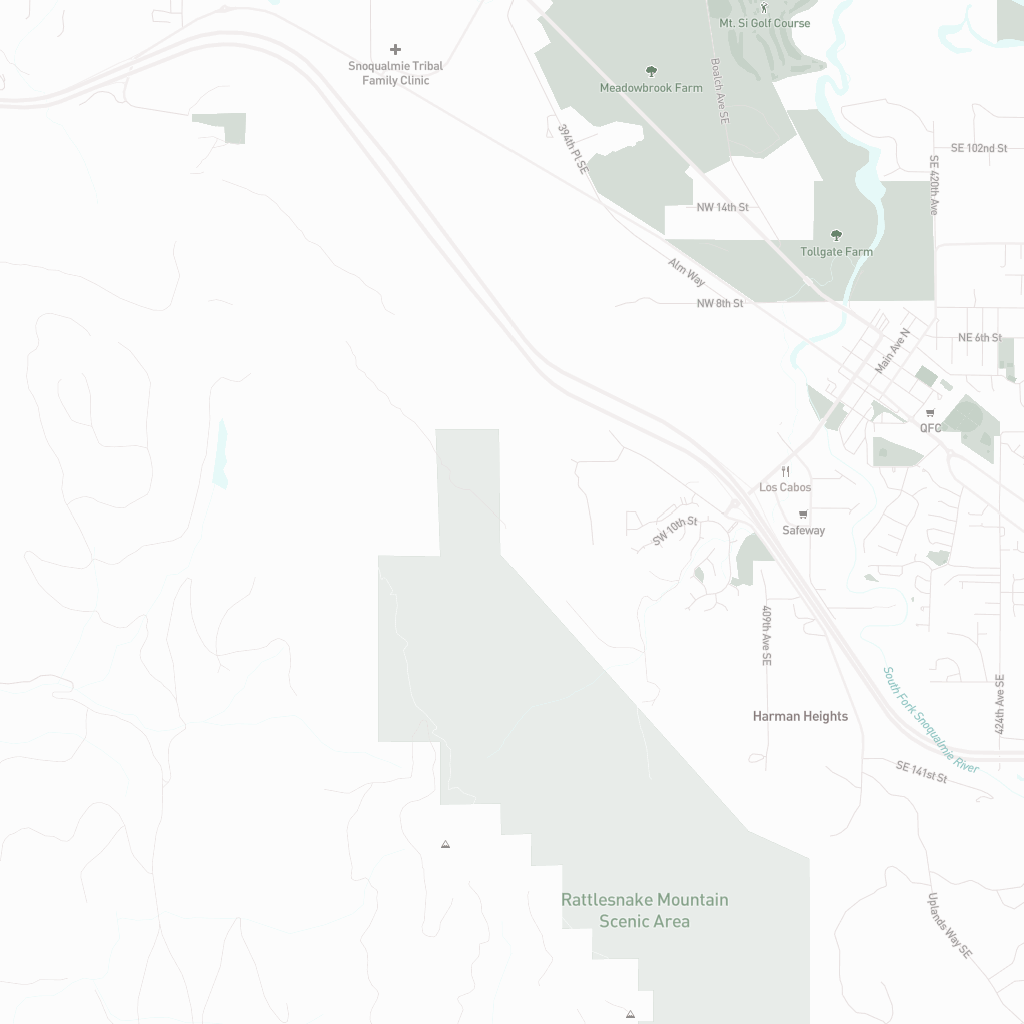 Mt. Si Golf Course
Snoqualmie Tribal
Family Clinic
Meadowbrook Farm
Boalch Ave SE
394th Pl SE
SE 102nd St
SE 420th Ave
NW 14th St
Tollgate Farm
Alm Way
NW 8th St
Main Ave N
NE 6th St
QFC
Los Cabos
Safeway
SW 10th St
409th Ave SE
South Fork Snoqualmie River
424th Ave SE
Harman Heights
SE 141st St
Rattlesnake Mountain
Scenic Area
Uplands Way SE